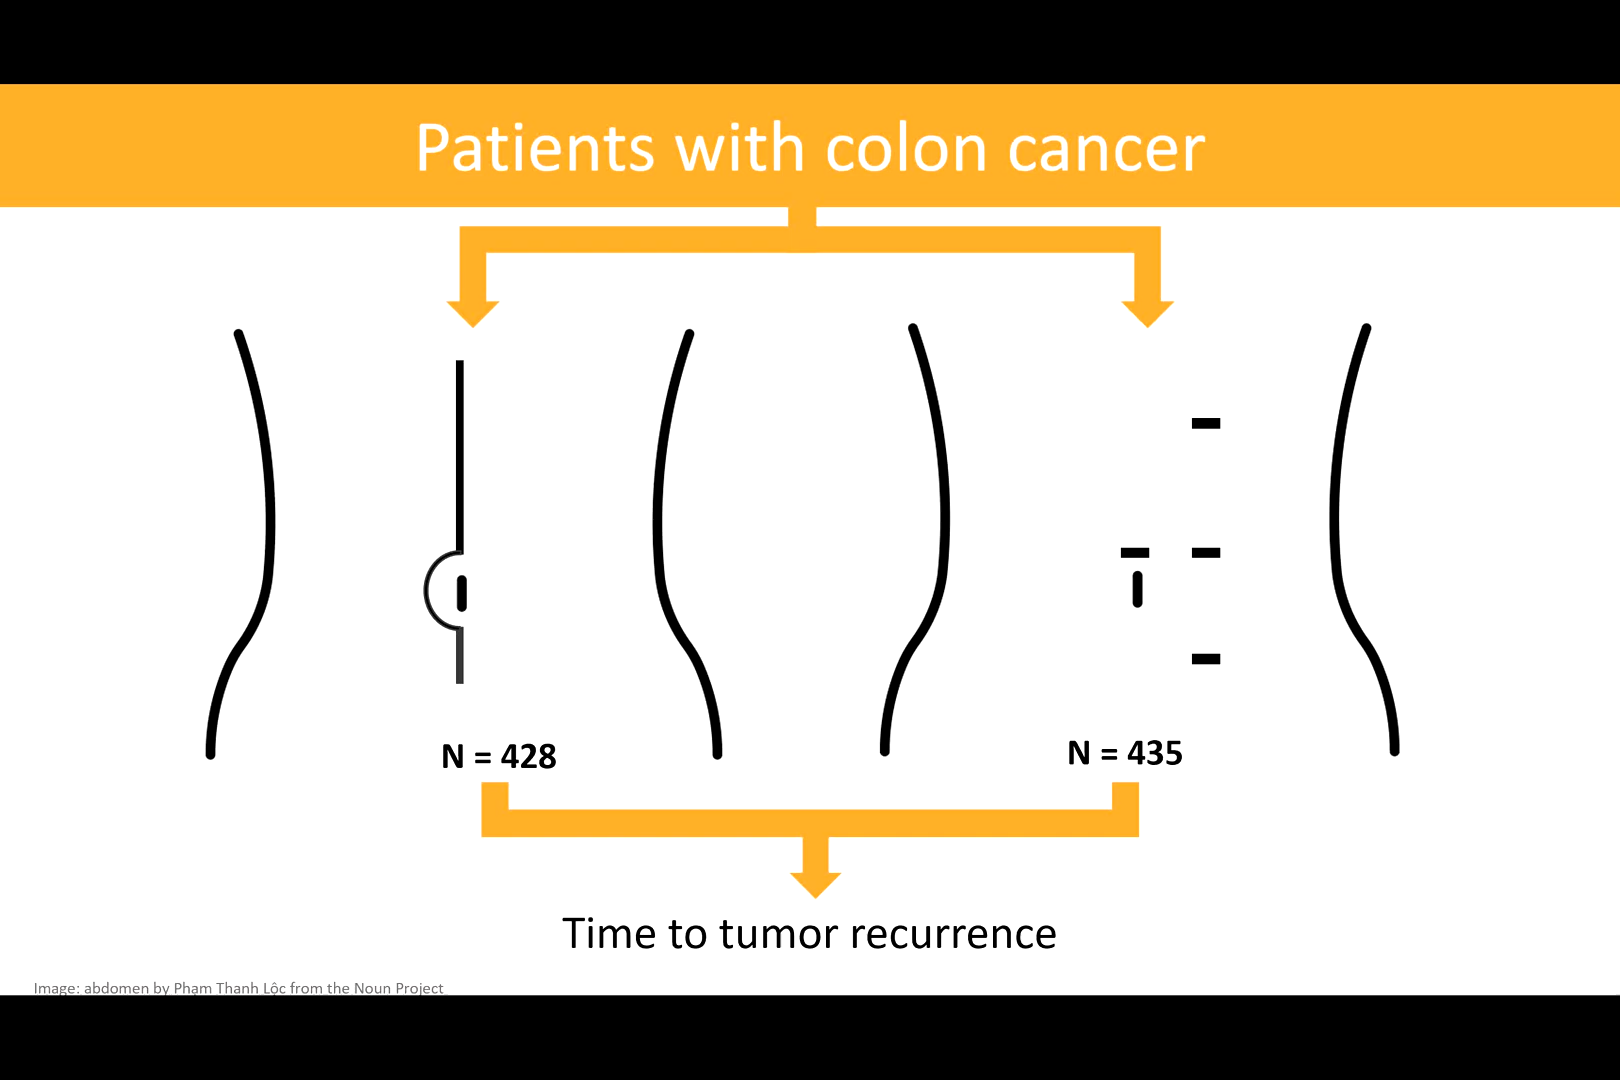 Patients with colon cancer
N = 428
N = 435
Time to tumor recurrence
Image: abdomen by Phạm Thanh Lộc from the Noun Project